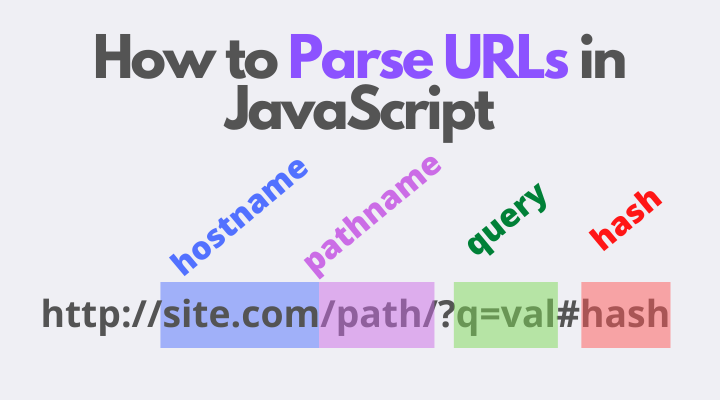 How to Parse URLs in
JavaScript
hostname
pathname
query
hash
http://site.com/path/?q=val#hash